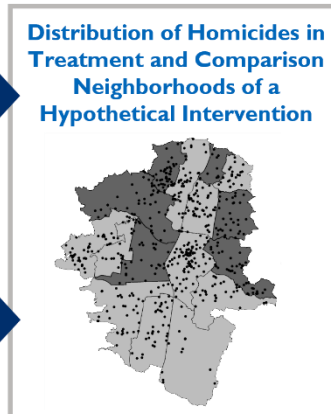 Distribution of Homicides in
Treatment and Comparison
Neighborhoods of a
Hypothetical Intervention